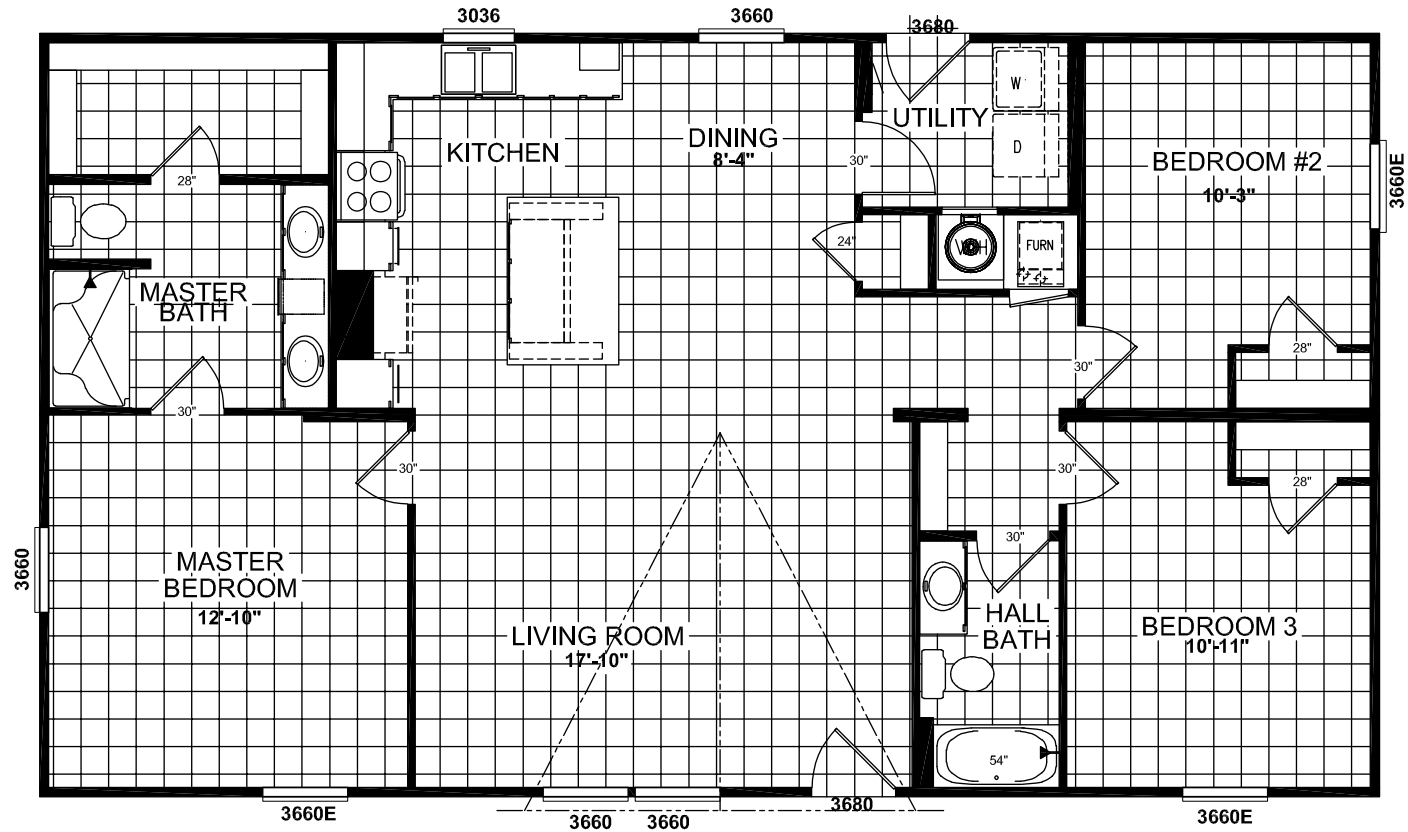 3036
3660
3680
W
UTILITY
D
DINING
8'-4"
KITCHEN
30"
BEDROOM #2
10'-3"
3660E
28"
24"
WH
FURN
MASTER
BATH
28"
30"
30"
30"
30"
28"
30"
3660
MASTER
BEDROOM
12'-10"
LIVING ROOM
17'-10"
HALL
BATH
BEDROOM 3
10'-11"
54"
3660E
3660
3660
3680
3660E